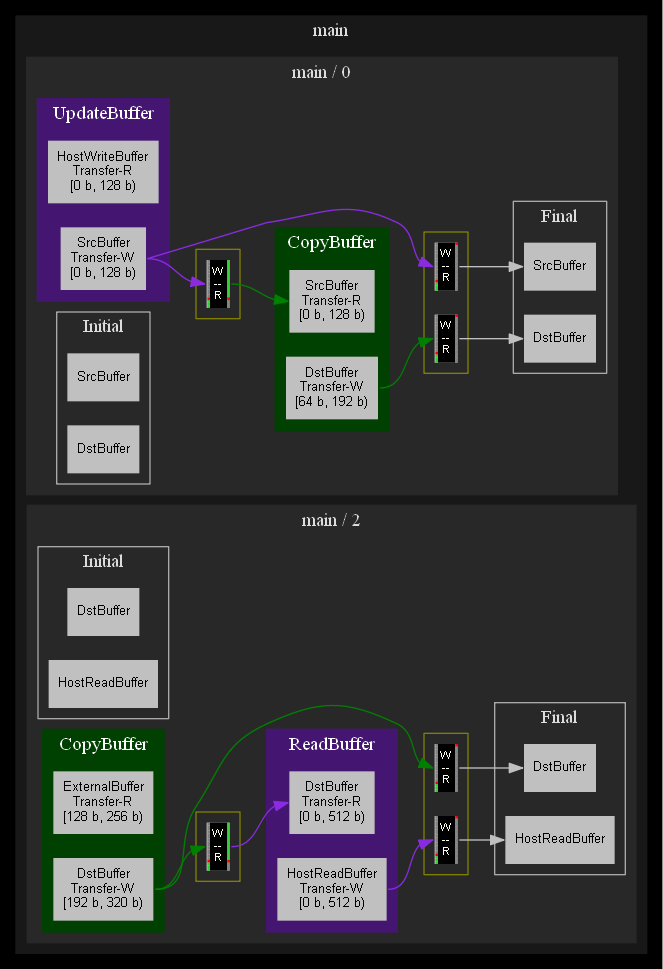 main
main / 0
UpdateBuffer
HostWriteBuffer
Transfer-R
[0 b, 128 b)
SrcBuffer
Transfer-W
[0 b, 128 b)
Initial
SrcBuffer
DstBuffer
W
--
R
CopyBuffer
SrcBuffer
Transfer-R
[0 b, 128 b)
DstBuffer
Transfer-W
[64 b, 192 b)
W
--
R
W
--
R
Final
SrcBuffer
DstBuffer
main / 2
Initial
DstBuffer
HostReadBuffer
CopyBuffer
ExternalBuffer
Transfer-R
[128 b, 256 b)
DstBuffer
Transfer-W
[192 b, 320 b)
W
--
R
ReadBuffer
DstBuffer
Transfer-R
[0 b, 512 b)
HostReadBuffer
Transfer-W
[0 b, 512 b)
W
--
R
W
--
R
Final
DstBuffer
HostReadBuffer